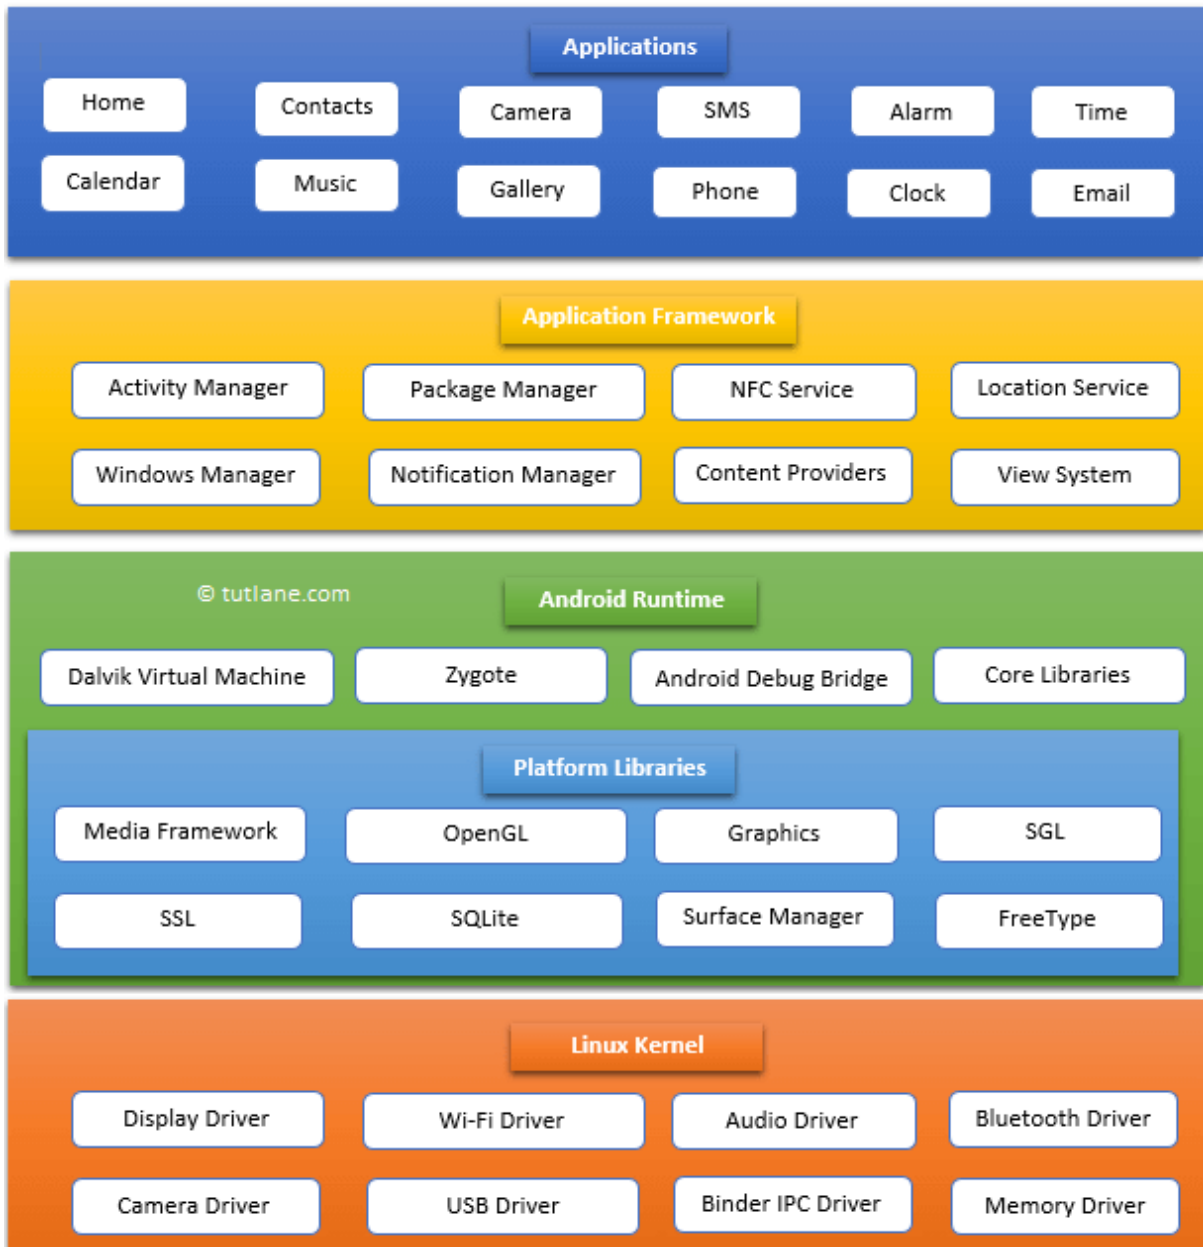 Applications
Home Contacts Camera SMS Alarm Time
Calendar Music Gallery Phone Clock Email
Application Framework
Activity Manager Package Manager NFC Service Location Service
Windows Manager Notification Manager Content Providers View System
© tutlane.com
Android Runtime
Dalvik Virtual Machine Zygote Android Debug Bridge Core Libraries
Platform Libraries
Media Framework OpenGL Graphics SGL
SSL SQLite Surface Manager FreeType
Linux Kernel
Display Driver Wi-Fi Driver Audio Driver Bluetooth Driver
Camera Driver USB Driver Binder IPC Driver Memory Driver